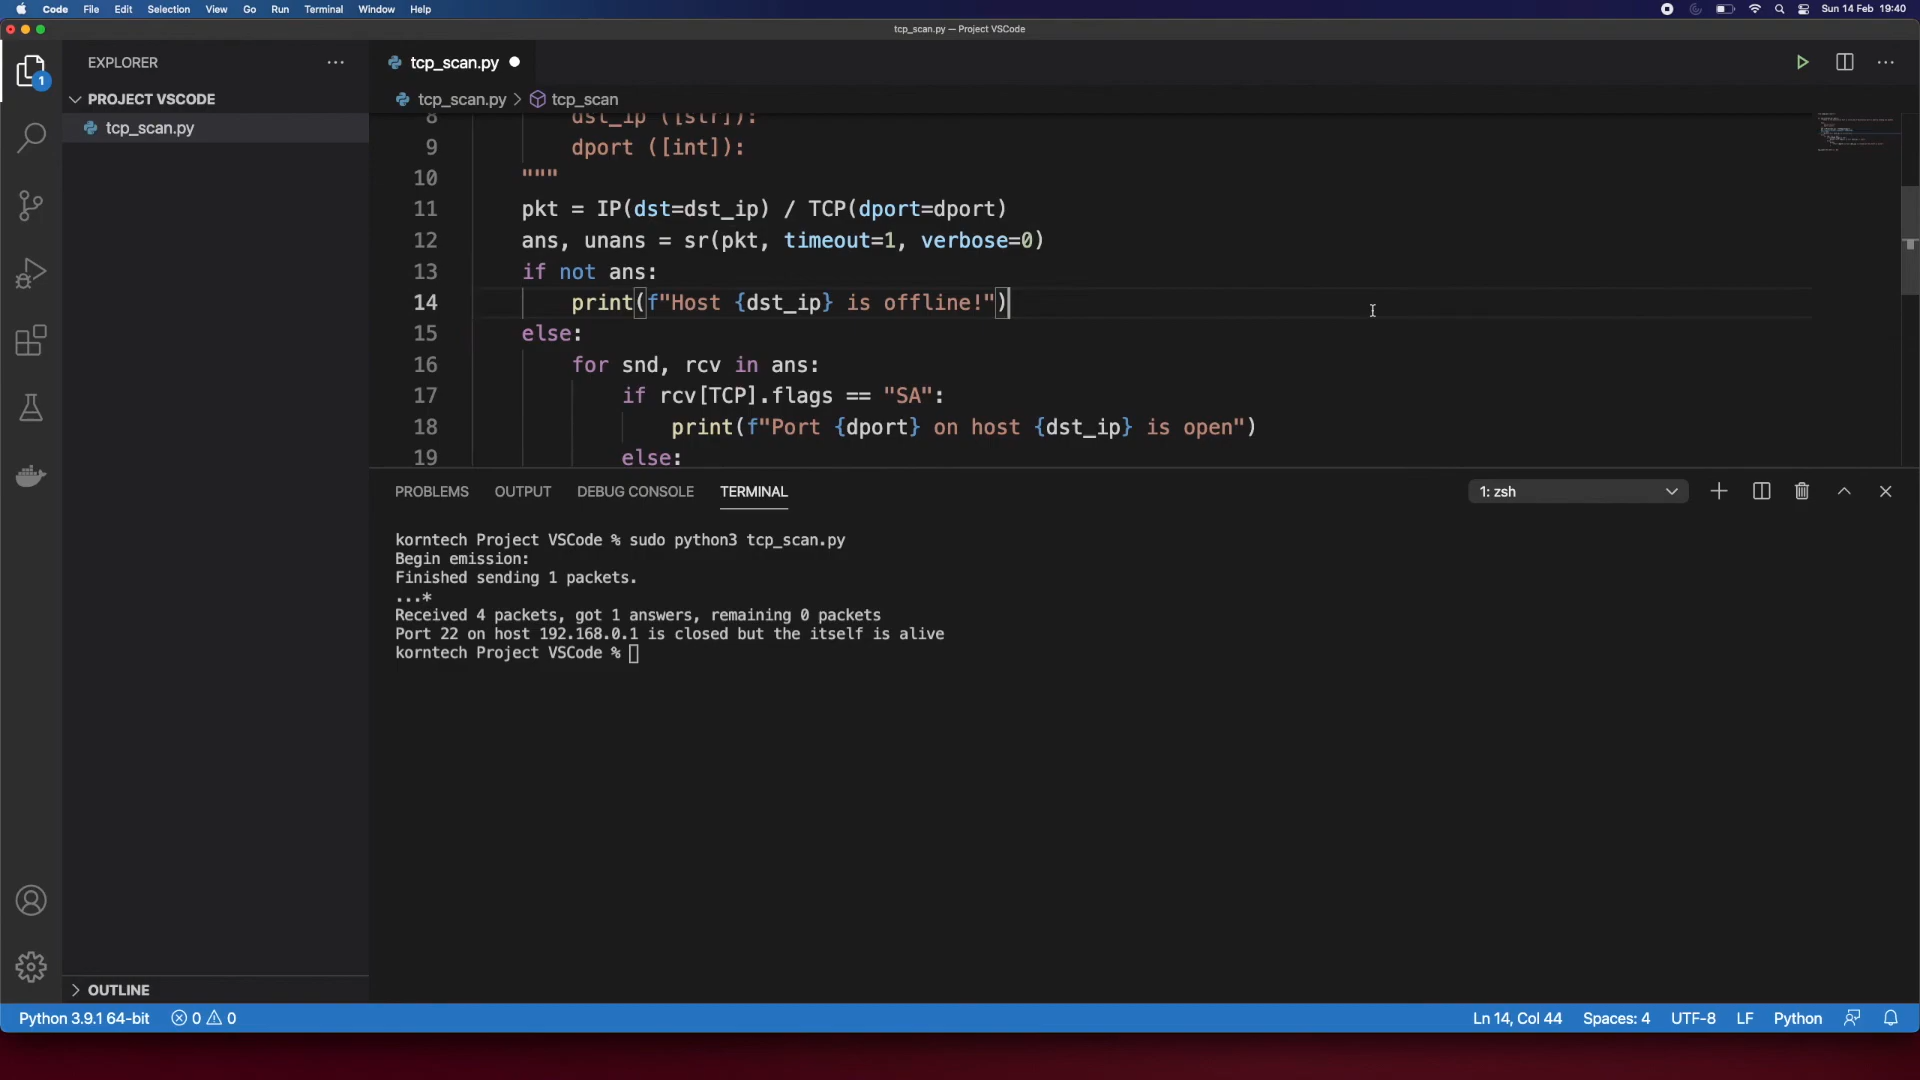 Code File Edit Selection View Go Run Terminal Window Help Sun 14 Feb 19:40
tcp_scan.py — Project VSCode
EXPLORER
1
PROJECT VSCODE
tcp_scan.py
tcp_scan.py
tcp_scan.py > tcp_scan
8 dst_ip ([str]):
9 dport ([int]):
10 """
11 pkt = IP(dst=dst_ip) / TCP(dport=dport)
12 ans, unans = sr(pkt, timeout=1, verbose=0)
13 if not ans:
14 print(f"Host {dst_ip} is offline!")
15 else:
16 for snd, rcv in ans:
17 if rcv[TCP].flags == "SA":
18 print(f"Port {dport} on host {dst_ip} is open")
19 else:
PROBLEMS OUTPUT DEBUG CONSOLE TERMINAL 1: zsh
korntech Project VSCode % sudo python3 tcp_scan.py
Begin emission:
Finished sending 1 packets.
...*
Received 4 packets, got 1 answers, remaining 0 packets
Port 22 on host 192.168.0.1 is closed but the itself is alive
korntech Project VSCode %
OUTLINE
Python 3.9.1 64-bit 0 0 Ln 14, Col 44 Spaces: 4 UTF-8 LF Python